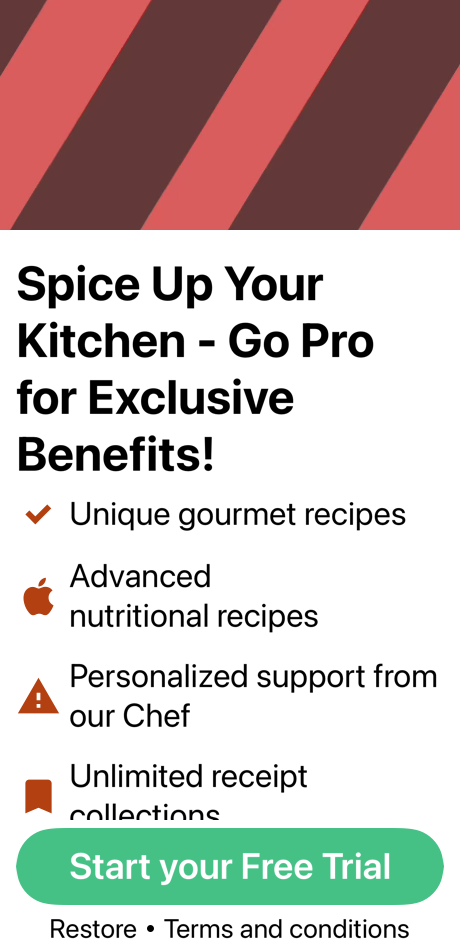 Spice Up Your
Kitchen - Go Pro
for Exclusive
Benefits!
Unique gourmet recipes
Advanced
nutritional recipes
Personalized support from
our Chef
Unlimited receipt
collections
Start your Free Trial
Restore • Terms and conditions